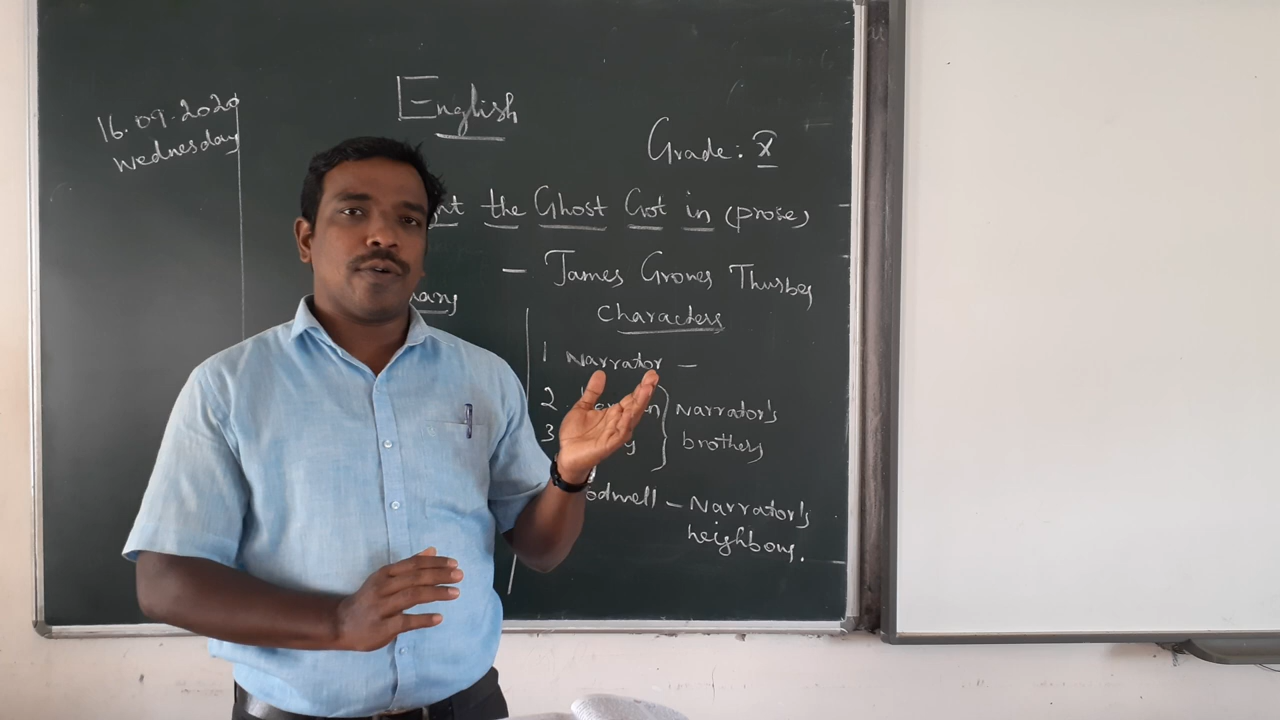 16.09.2020
Wednesday
English
Grade: X
the Ghost Got in (prose)
- James Grones Thurber
Characters
1 Narrator -
2
3
Narrator's
brothers
- Narrator's
neighbour.